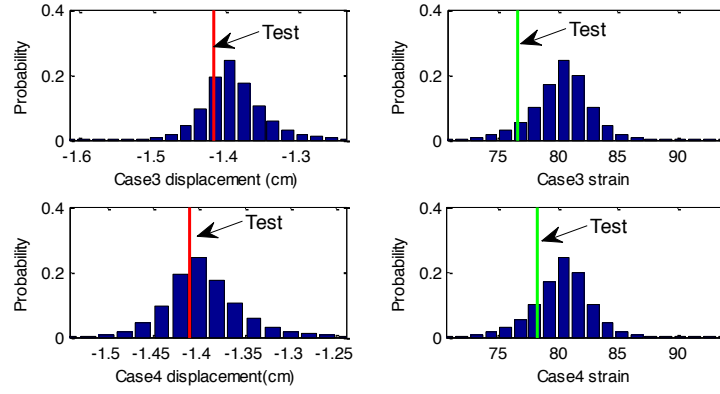 0.4
0.2
0
Probability
Test
-1.6 -1.5 -1.4 -1.3
Case3 displacement (cm)
0.4
0.2
0
Probability
Test
75 80 85 90
Case3 strain
0.4
0.2
0
Probability
Test
-1.5 -1.45 -1.4 -1.35 -1.3 -1.25
Case4 displacement(cm)
0.4
0.2
0
Probability
Test
75 80 85 90
Case4 strain